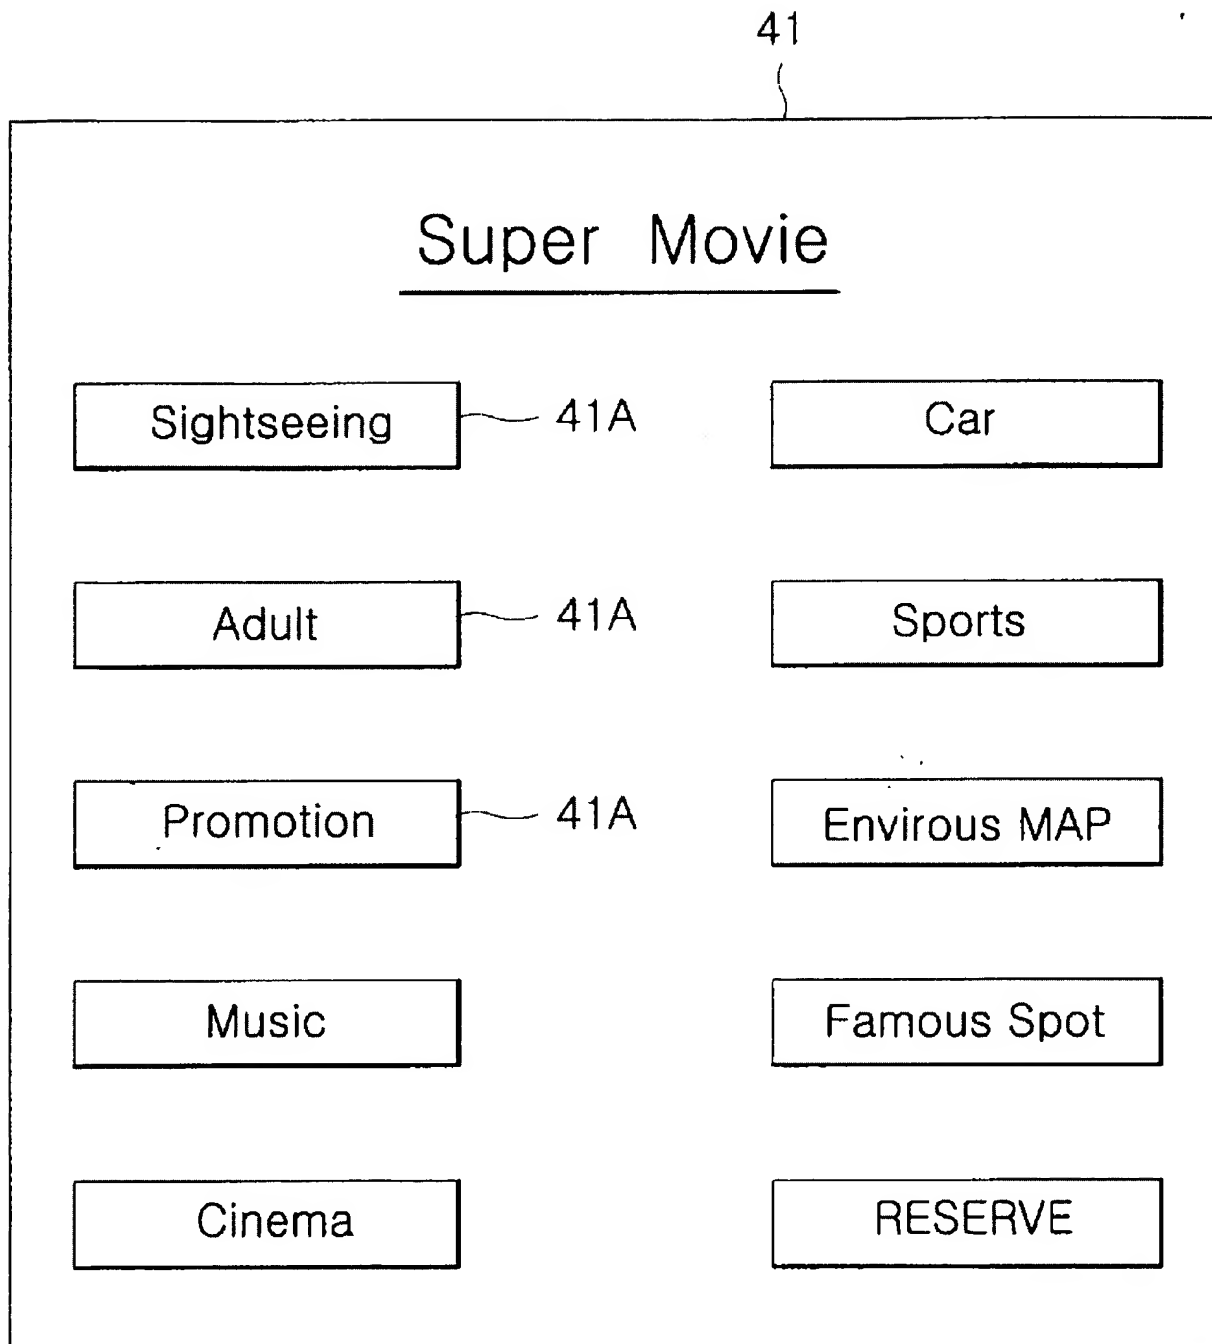 41
Super Movie
Sightseeing 41A Car
Adult 41A Sports
Promotion 41A Envirous MAP
Music Famous Spot
Cinema RESERVE